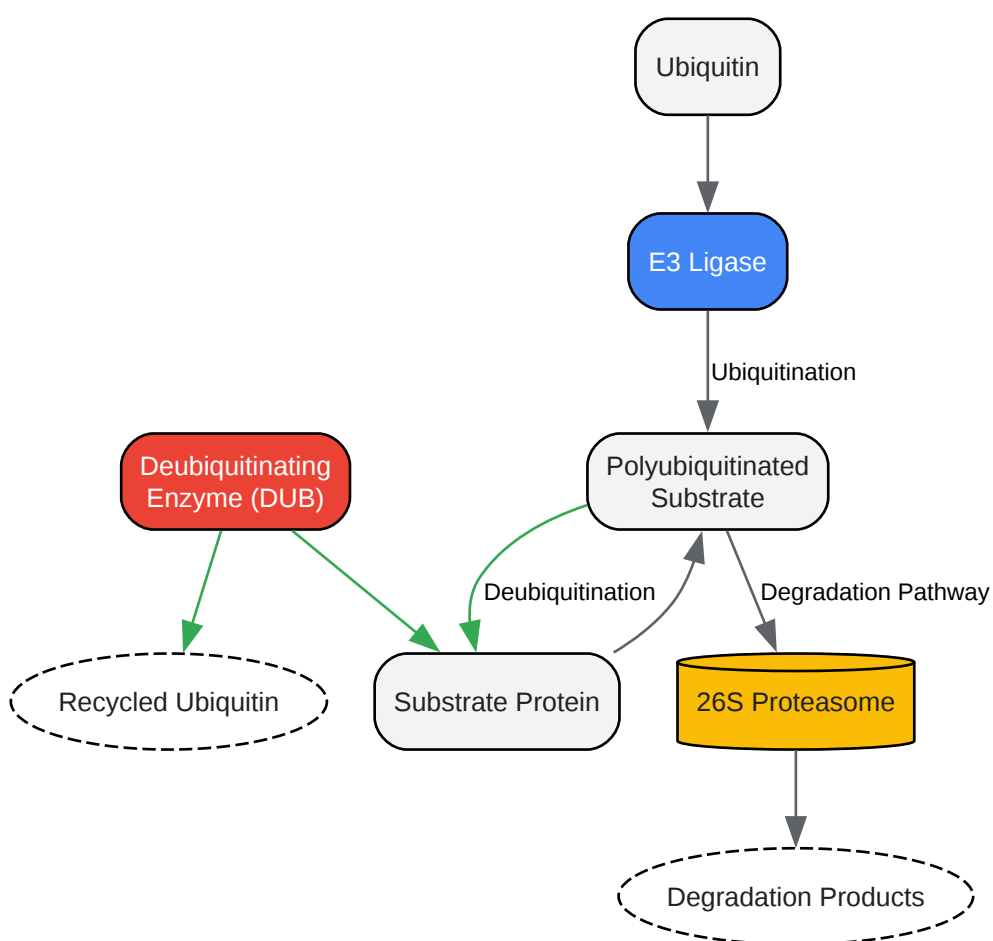 Ubiquitin
E3 Ligase
Ubiquitination
Deubiquitinating
Enzyme (DUB)
Polyubiquitinated
Substrate
Deubiquitination
Degradation Pathway
Recycled Ubiquitin
Substrate Protein
26S Proteasome
Degradation Products